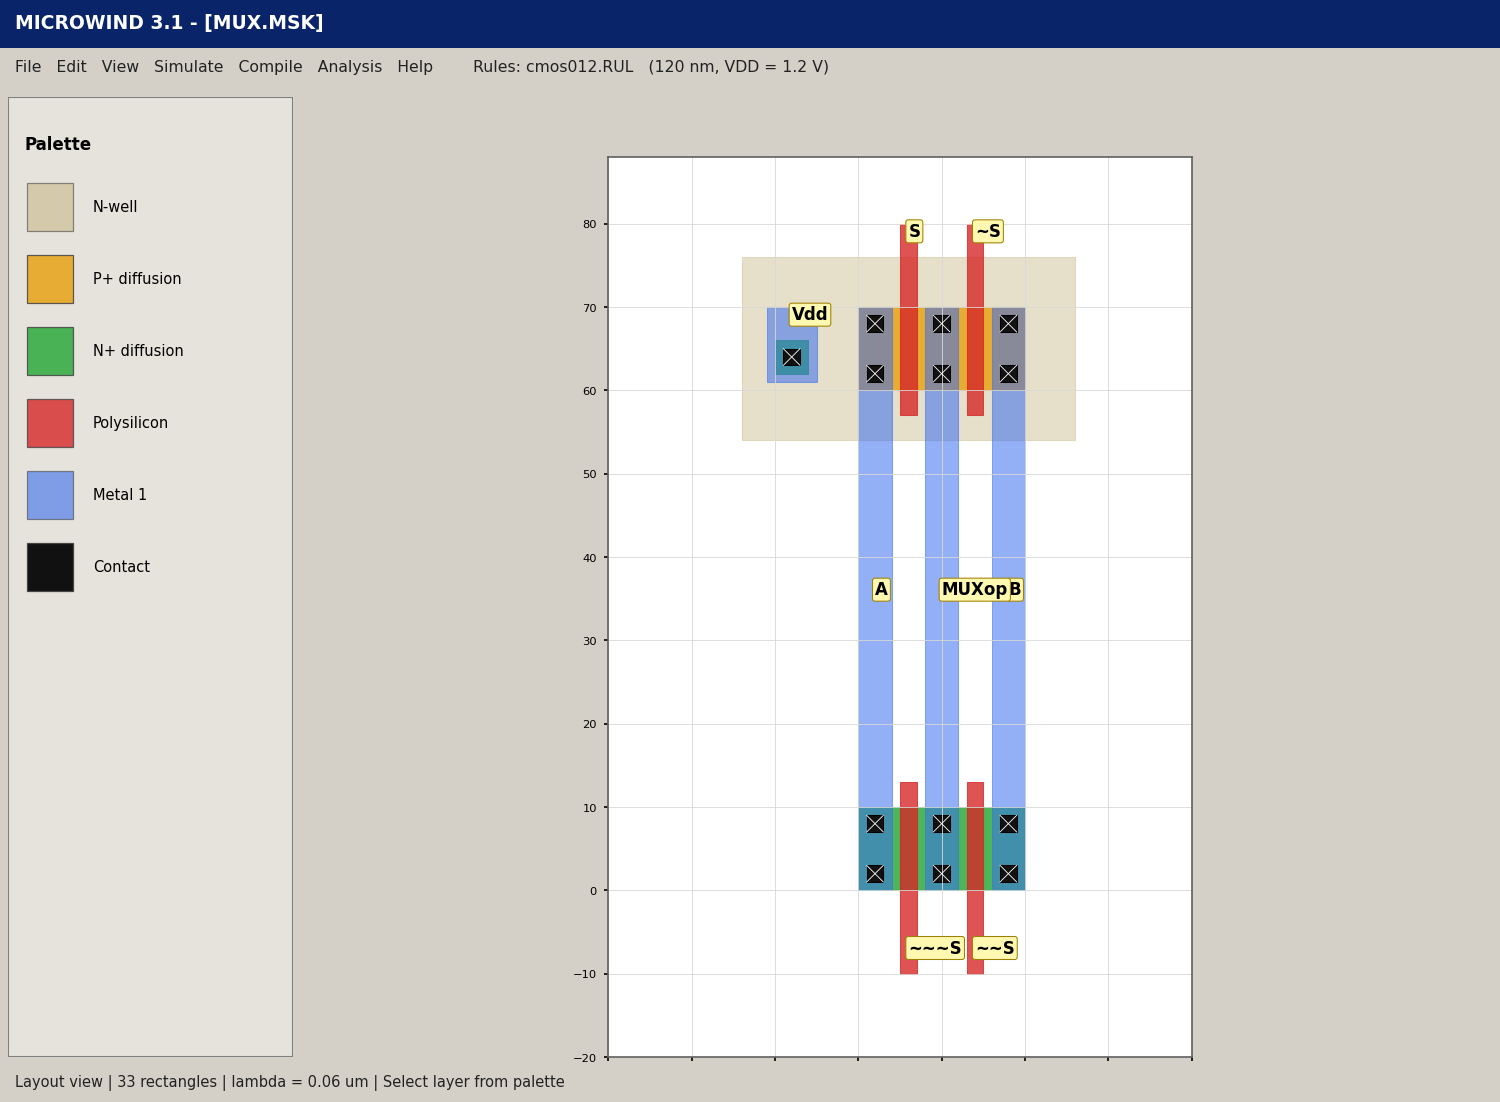 MICROWIND 3.1 - [MUX.MSK]
File Edit View Simulate Compile Analysis Help Rules: cmos012.RUL (120 nm, VDD = 1.2 V)
Palette
N-well
P+ diffusion
N+ diffusion
Polysilicon
Metal 1
Contact
80
70
60
50
40
30
20
10
0
−10
−20
S
~S
Vdd
A
MUXop
B
~~~S
~~S
Layout view | 33 rectangles | lambda = 0.06 um | Select layer from palette